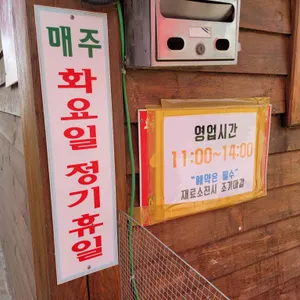 매주
화요일 정기휴일
영업시간
11:00~14:00
"예약은 필수"
재료소진시 조기마감